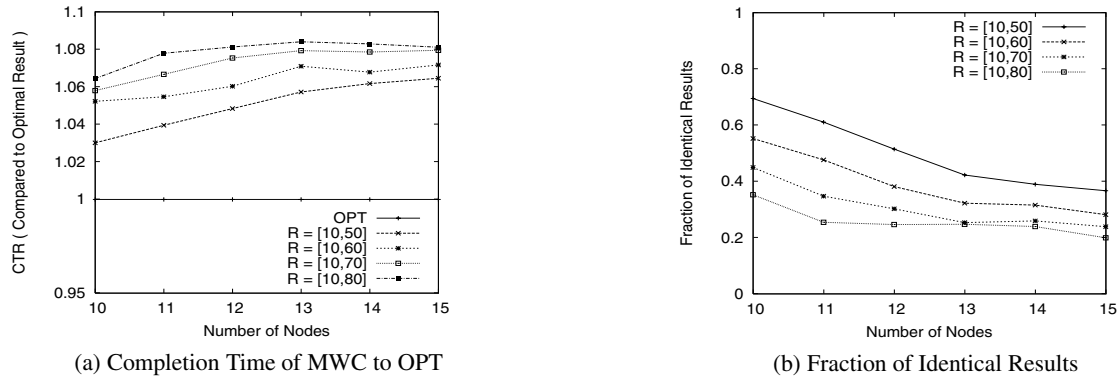 CTR ( Compared to Optimal Result )
1.1
1.08
1.06
1.04
1.02
1
0.95
OPT
R = [10,50]
R = [10,60]
R = [10,70]
R = [10,80]
10 11 12 13 14 15
Number of Nodes
(a) Completion Time of MWC to OPT
Fraction of Identical Results
1
0.8
0.6
0.4
0.2
0
R = [10,50]
R = [10,60]
R = [10,70]
R = [10,80]
10 11 12 13 14 15
Number of Nodes
(b) Fraction of Identical Results